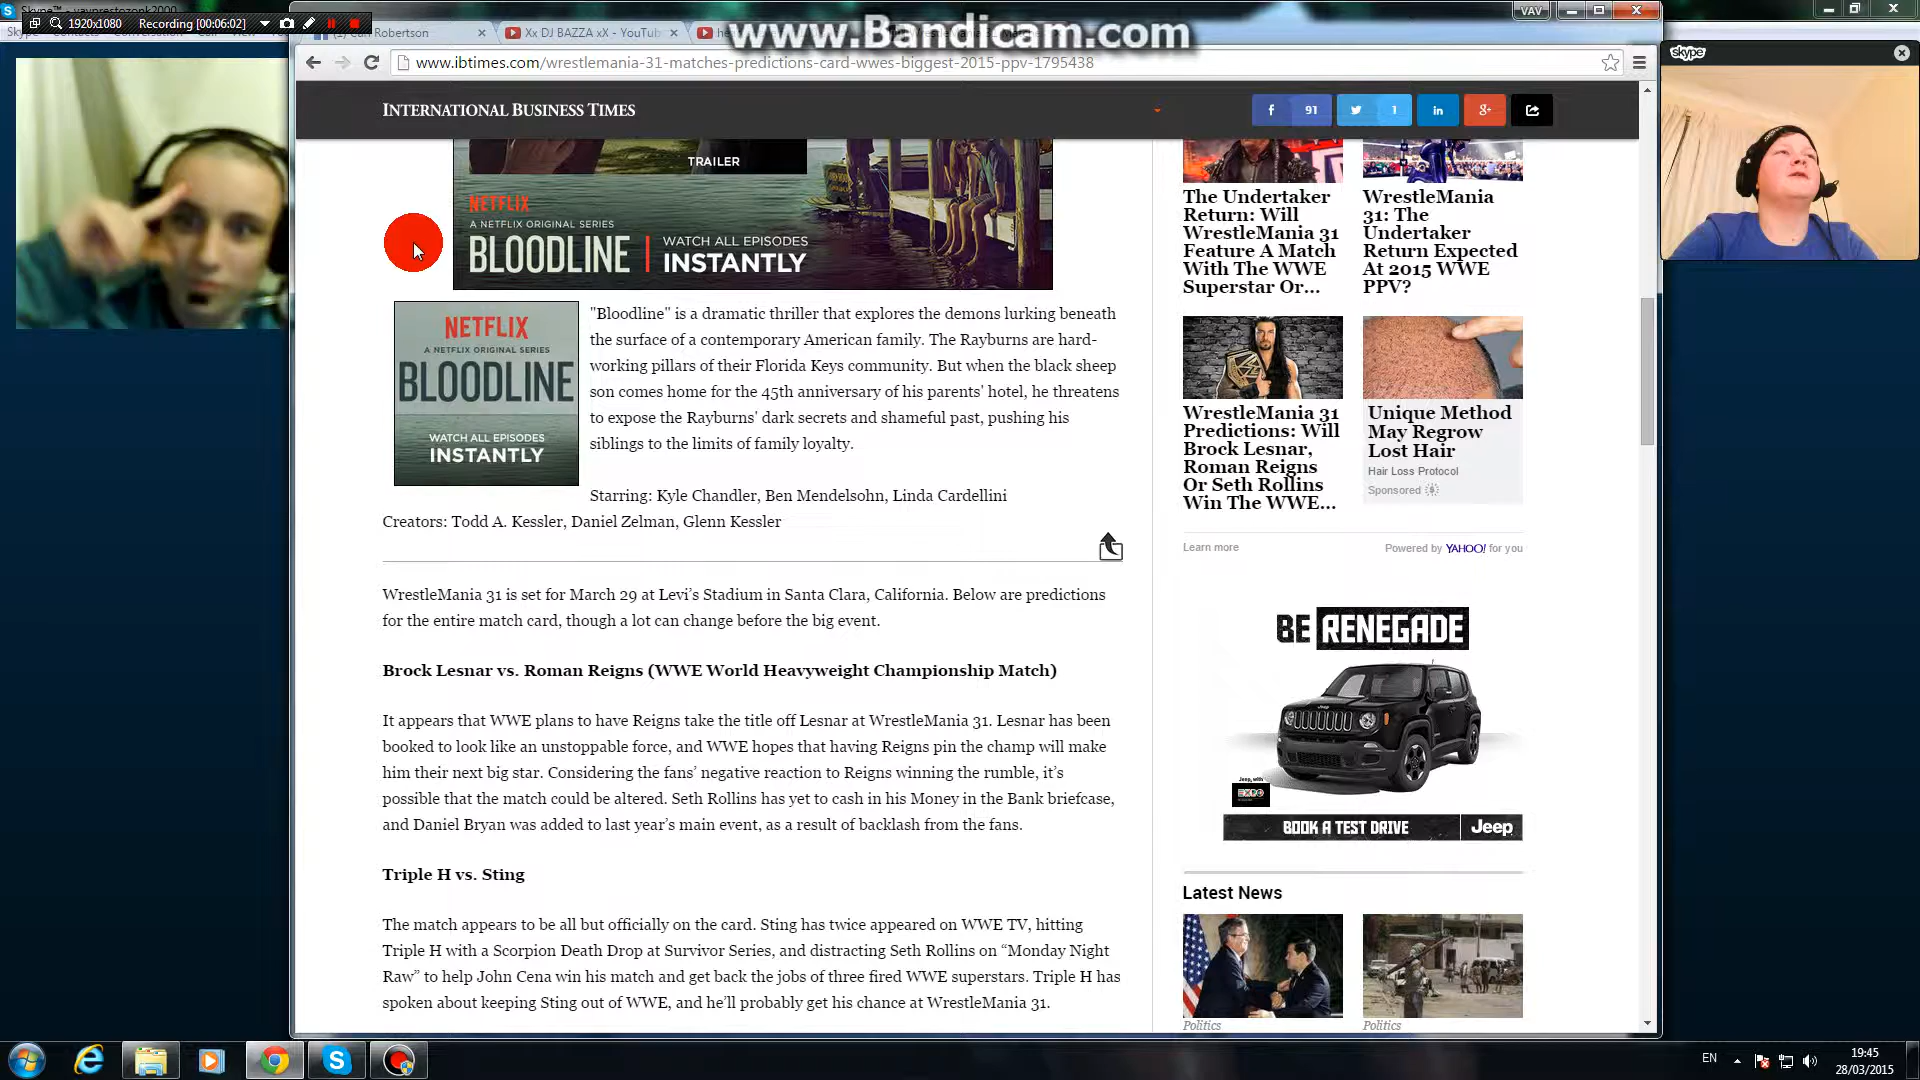 Skype™ - vavprestozonk2000
1920x1080 Recording [00:06:02]
Robertson
Xx DJ BAZZA xX - YouTub
www.Bandicam.com
VAV
www.ibtimes.com/wrestlemania-31-matches-predictions-card-wwes-biggest-2015-ppv-1795438
skype
INTERNATIONAL BUSINESS TIMES
91
1
TRAILER
NETFLIX
A NETFLIX ORIGINAL SERIES
BLOODLINE
WATCH ALL EPISODES
INSTANTLY
NETFLIX
A NETFLIX ORIGINAL SERIES
BLOODLINE
WATCH ALL EPISODES
INSTANTLY
"Bloodline" is a dramatic thriller that explores the demons lurking beneath
the surface of a contemporary American family. The Rayburns are hard-
working pillars of their Florida Keys community. But when the black sheep
son comes home for the 45th anniversary of his parents' hotel, he threatens
to expose the Rayburns' dark secrets and shameful past, pushing his
siblings to the limits of family loyalty.
Starring: Kyle Chandler, Ben Mendelsohn, Linda Cardellini
Creators: Todd A. Kessler, Daniel Zelman, Glenn Kessler
WrestleMania 31 is set for March 29 at Levi's Stadium in Santa Clara, California. Below are predictions
for the entire match card, though a lot can change before the big event.
Brock Lesnar vs. Roman Reigns (WWE World Heavyweight Championship Match)
It appears that WWE plans to have Reigns take the title off Lesnar at WrestleMania 31. Lesnar has been
booked to look like an unstoppable force, and WWE hopes that having Reigns pin the champ will make
him their next big star. Considering the fans' negative reaction to Reigns winning the rumble, it's
possible that the match could be altered. Seth Rollins has yet to cash in his Money in the Bank briefcase,
and Daniel Bryan was added to last year's main event, as a result of backlash from the fans.
Triple H vs. Sting
The match appears to be all but officially on the card. Sting has twice appeared on WWE TV, hitting
Triple H with a Scorpion Death Drop at Survivor Series, and distracting Seth Rollins on “Monday Night
Raw” to help John Cena win his match and get back the jobs of three fired WWE superstars. Triple H has
spoken about keeping Sting out of WWE, and he'll probably get his chance at WrestleMania 31.
The Undertaker
Return: Will
WrestleMania 31
Feature A Match
With The WWE
Superstar Or...
WrestleMania
31: The
Undertaker
Return Expected
At 2015 WWE
PPV?
WrestleMania 31
Predictions: Will
Brock Lesnar,
Roman Reigns
Or Seth Rollins
Win The WWE...
Unique Method
May Regrow
Lost Hair
Hair Loss Protocol
Sponsored
Learn more
Powered by YAHOO! for you
BE RENEGADE
Jeep, with
BOOK A TEST DRIVE
Jeep
Latest News
Politics
Politics
EN
19:45
28/03/2015